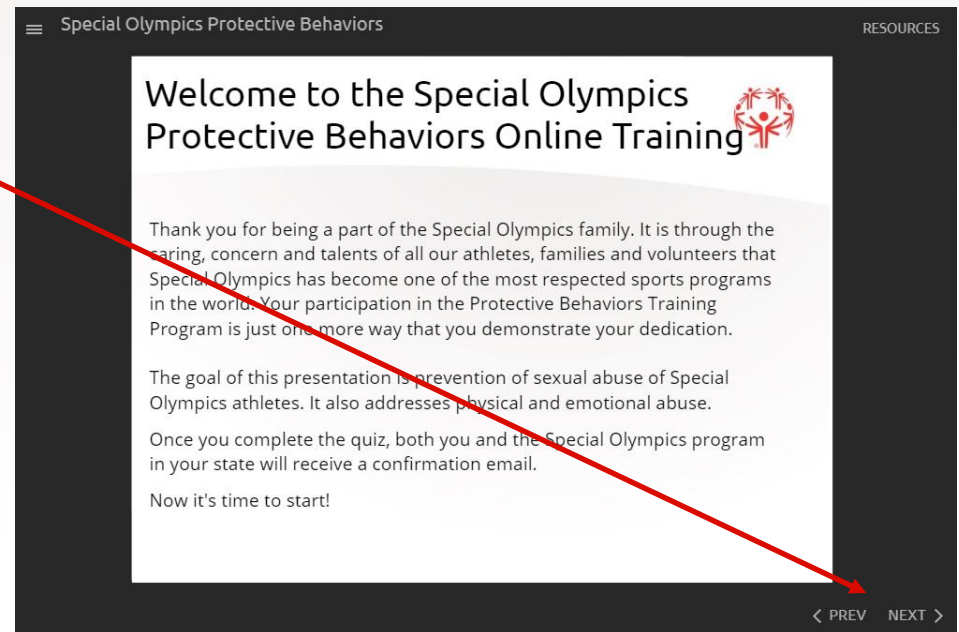 Special Olympics Protective Behaviors
RESOURCES
Welcome to the Special Olympics
Protective Behaviors Online Training
Thank you for being a part of the Special Olympics family. It is through the
caring, concern and talents of all our athletes, families and volunteers that
Special Olympics has become one of the most respected sports programs
in the world. Your participation in the Protective Behaviors Training
Program is just one more way that you demonstrate your dedication.
The goal of this presentation is prevention of sexual abuse of Special
Olympics athletes. It also addresses physical and emotional abuse.
Once you complete the quiz, both you and the Special Olympics program
in your state will receive a confirmation email.
Now it's time to start!
PREV NEXT